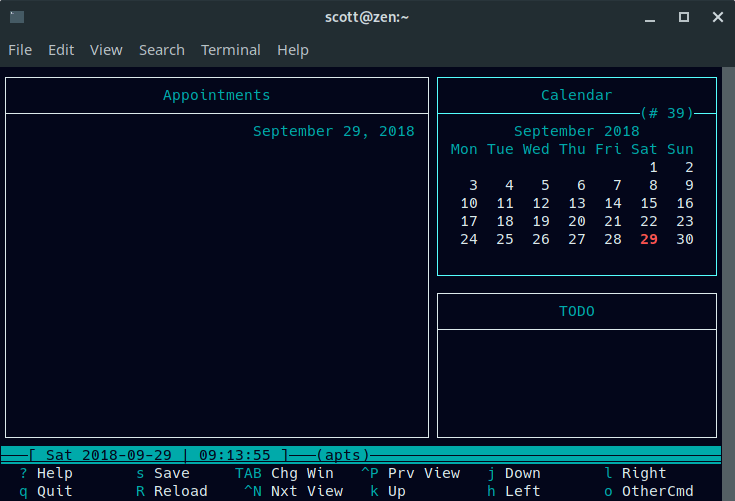 scott@zen:~
File Edit View Search Terminal Help
Appointments
September 29, 2018
Calendar
(# 39)
September 2018
Mon Tue Wed Thu Fri Sat Sun
1 2
3 4 5 6 7 8 9
10 11 12 13 14 15 16
17 18 19 20 21 22 23
24 25 26 27 28 29 30
TODO
[ Sat 2018-09-29 | 09:13:55 ] (apts)
? Help s Save TAB Chg Win ^P Prv View j Down l Right
q Quit R Reload ^N Nxt View k Up h Left o OtherCmd